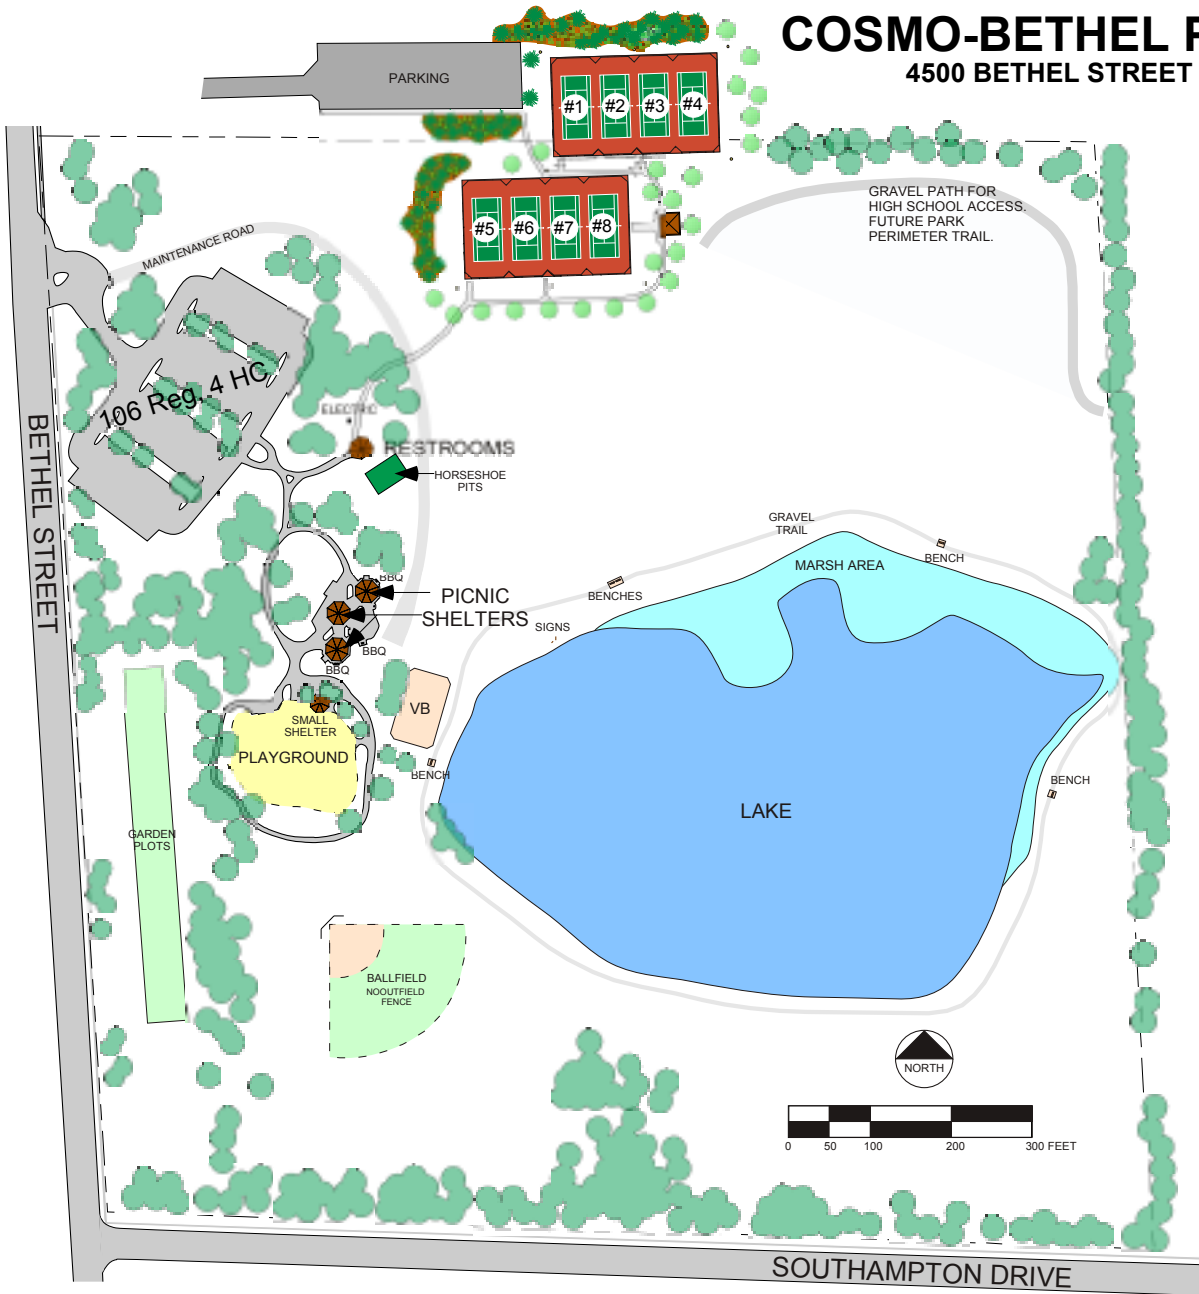 COSMO-BETHEL P
4500 BETHEL STREET
PARKING
#1
#2
#3
#4
#5
#6
#7
#8
GRAVEL PATH FOR
HIGH SCHOOL ACCESS.
FUTURE PARK
PERIMETER TRAIL.
MAINTENANCE ROAD
106 Reg, 4 HC
ELECTRIC
RESTROOMS
HORSESHOE
PITS
BETHEL STREET
GRAVEL
TRAIL
BENCH
MARSH AREA
BENCHES
SIGNS
BBQ
PICNIC
SHELTERS
BBQ
BBQ
SMALL
SHELTER
VB
PLAYGROUND
BENCH
BENCH
LAKE
GARDEN
PLOTS
BALLFIELD
NOOUTFIELD
FENCE
NORTH
0 50 100 200 300 FEET
SOUTHAMPTON DRIVE